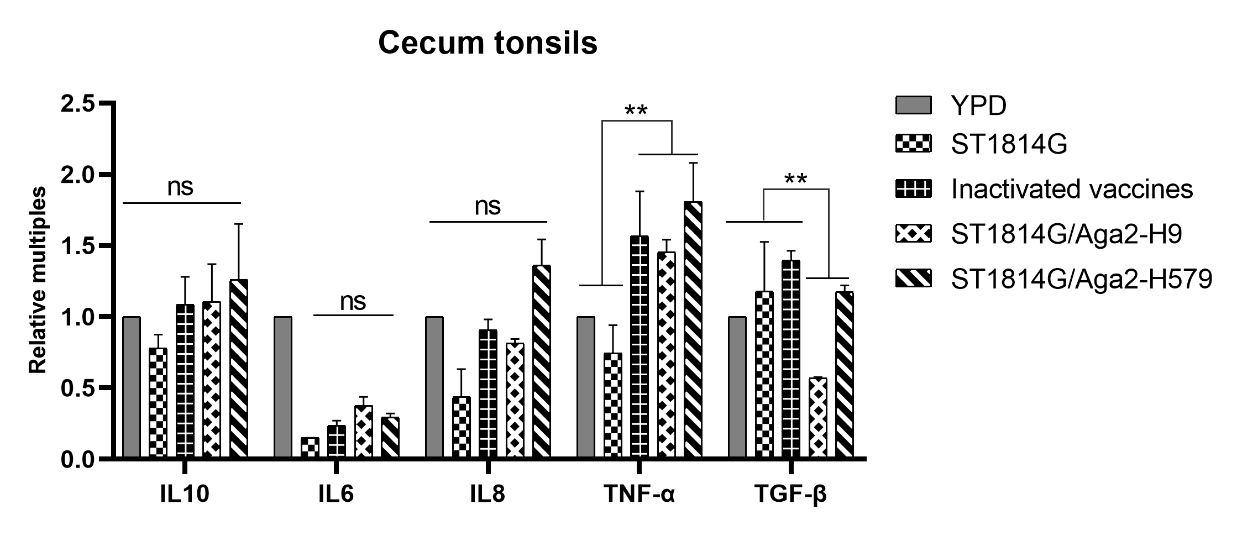 Cecum tonsils
Relative multiples
2.5
2.0
1.5
1.0
0.5
0.0
ns
ns
ns
**
**
IL10
IL6
IL8
TNF-α
TGF-β
YPD
ST1814G
Inactivated vaccines
ST1814G/Aga2-H9
ST1814G/Aga2-H579